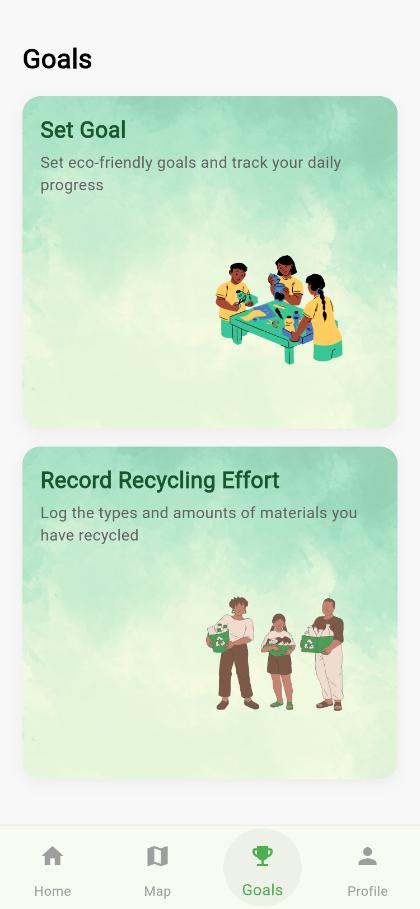 Goals
Set Goal
Set eco-friendly goals and track your daily
progress
Record Recycling Effort
Log the types and amounts of materials you
have recycled
Home
Map
Goals
Profile